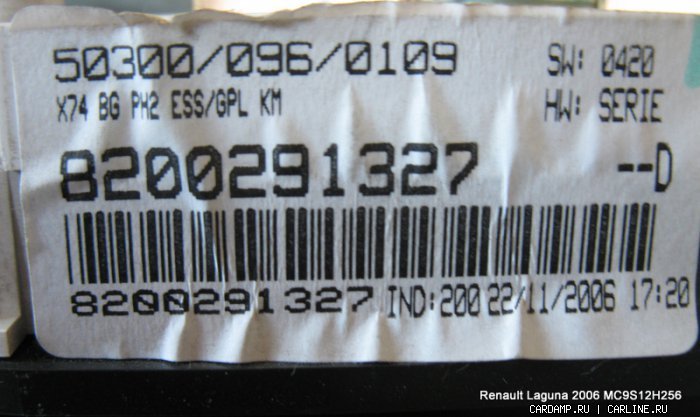 50300/096/0109 SW: 0420
X74 BG PH2 ESS/GPL KM HW: SERIE
8200291327 --D
8200291327 IND:200 22/11/2006 17:20
Renault Laguna 2006 MC9S12H256
CARDAMP.RU | CARLINE.RU